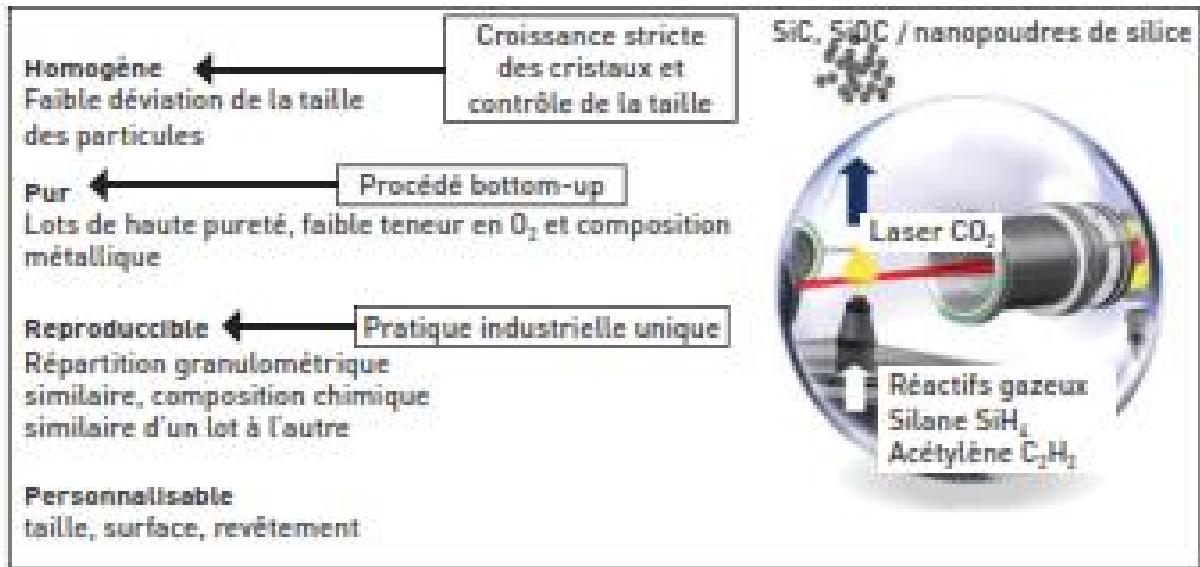 Homogène
Faible déviation de la taille
des particules
Croissance stricte
des cristaux et
contrôle de la taille
Pur
Procédé bottom-up
Lots de haute pureté, faible teneur en O₂ et composition
métallique
Reproduccible
Pratique industrielle unique
Répartition granulométrique
similaire, composition chimique
similaire d'un lot à l'autre
Personnalisable
taille, surface, revêtement
SiC, SiOC / nanopoudres de silice
Laser CO₂
Réactifs gazeux
Silane SiH₄
Acétylène C₂H₂